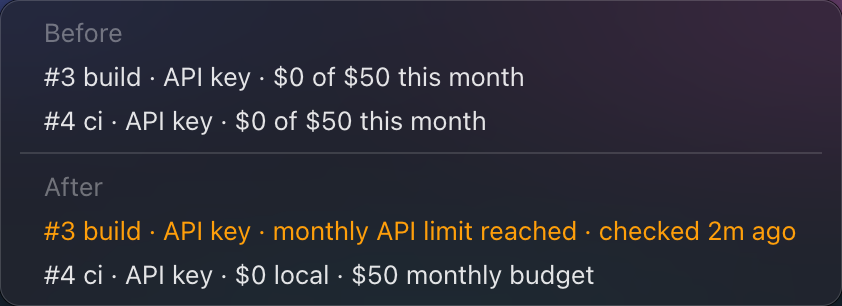 Before
#3 build · API key · $0 of $50 this month
#4 ci · API key · $0 of $50 this month
After
#3 build · API key · monthly API limit reached · checked 2m ago
#4 ci · API key · $0 local · $50 monthly budget